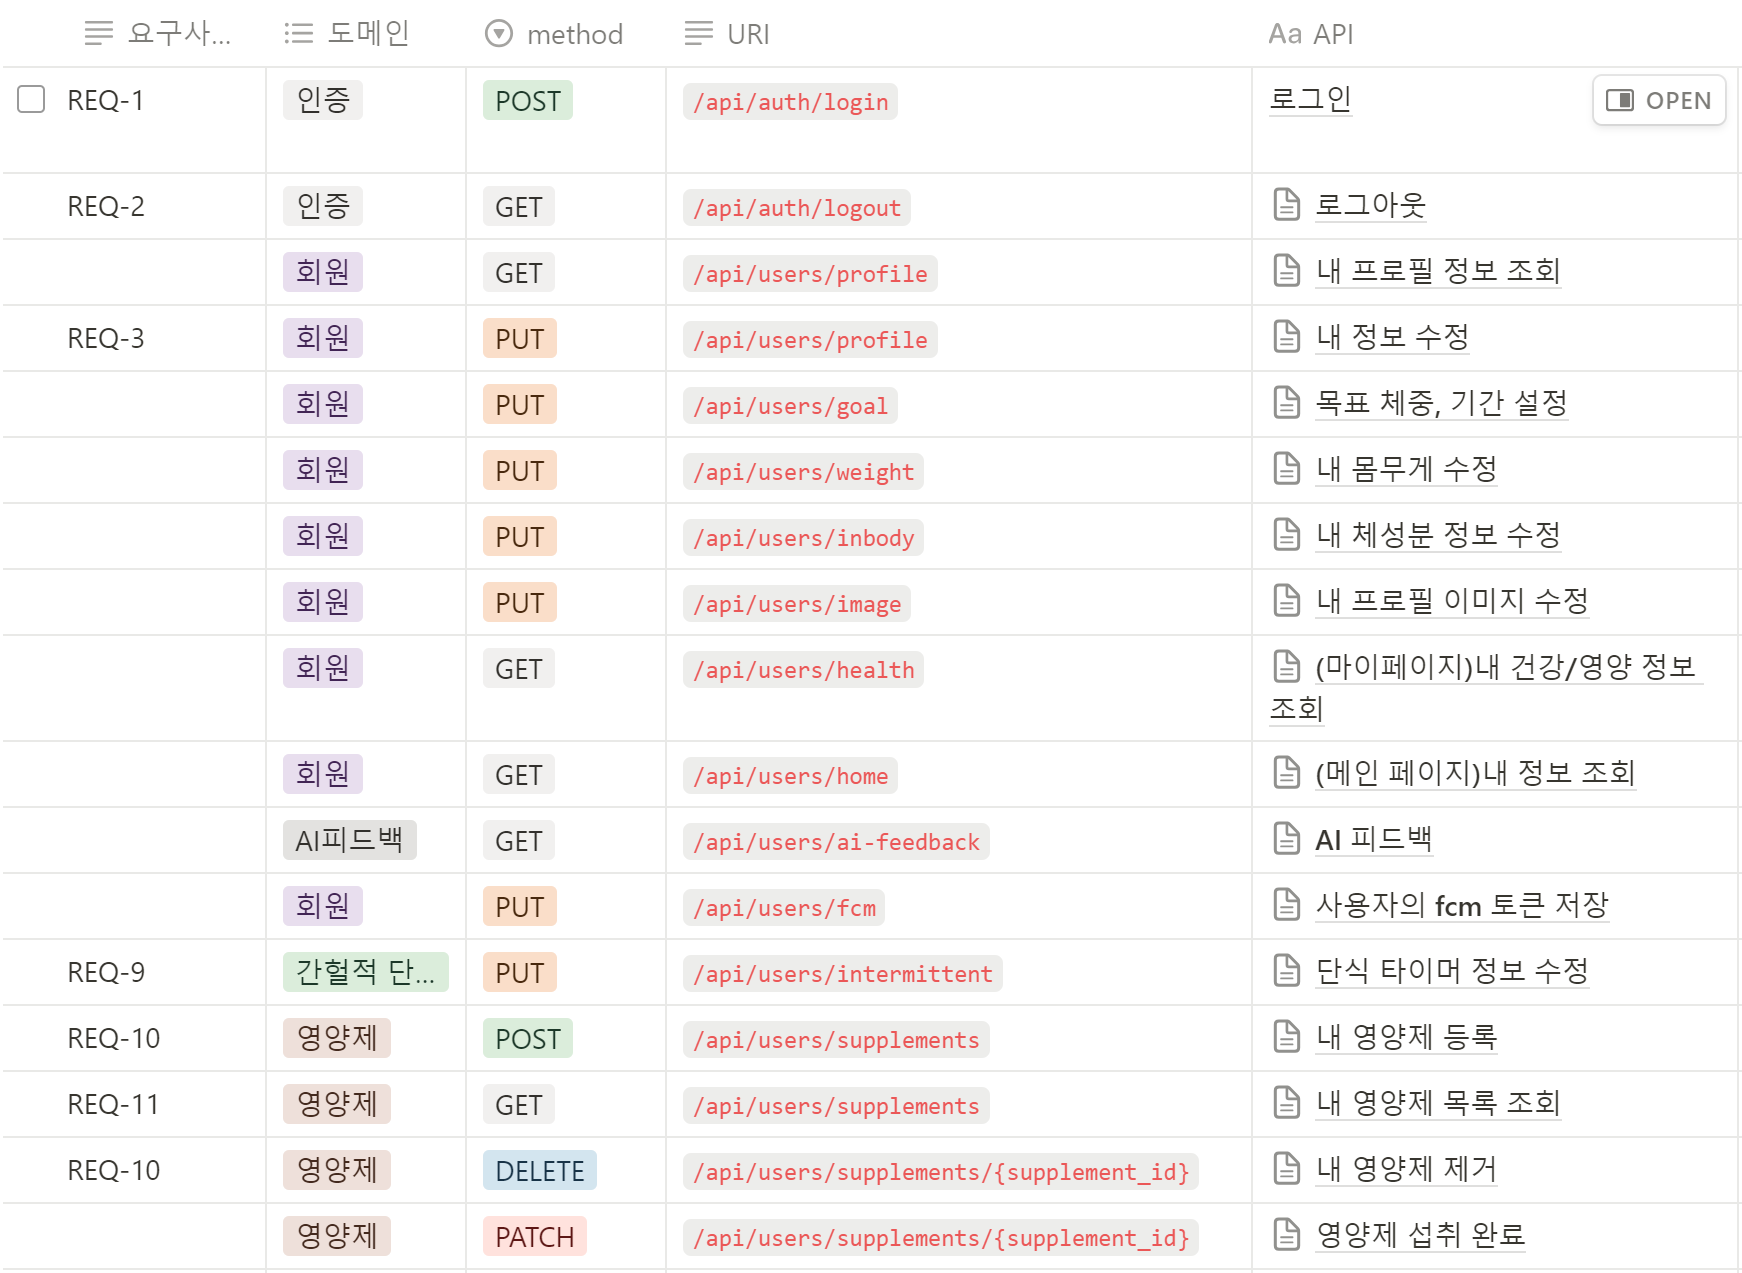 요구사... 도메인 method URI Aa API
REQ-1 인증 POST /api/auth/login 로그인 OPEN
REQ-2 인증 GET /api/auth/logout 로그아웃
회원 GET /api/users/profile 내 프로필 정보 조회
REQ-3 회원 PUT /api/users/profile 내 정보 수정
회원 PUT /api/users/goal 목표 체중, 기간 설정
회원 PUT /api/users/weight 내 몸무게 수정
회원 PUT /api/users/inbody 내 체성분 정보 수정
회원 PUT /api/users/image 내 프로필 이미지 수정
회원 GET /api/users/health (마이페이지)내 건강/영양 정보
조회
회원 GET /api/users/home (메인 페이지)내 정보 조회
AI피드백 GET /api/users/ai-feedback AI 피드백
회원 PUT /api/users/fcm 사용자의 fcm 토큰 저장
REQ-9 간헐적 단... PUT /api/users/intermittent 단식 타이머 정보 수정
REQ-10 영양제 POST /api/users/supplements 내 영양제 등록
REQ-11 영양제 GET /api/users/supplements 내 영양제 목록 조회
REQ-10 영양제 DELETE /api/users/supplements/{supplement_id} 내 영양제 제거
영양제 PATCH /api/users/supplements/{supplement_id} 영양제 섭취 완료